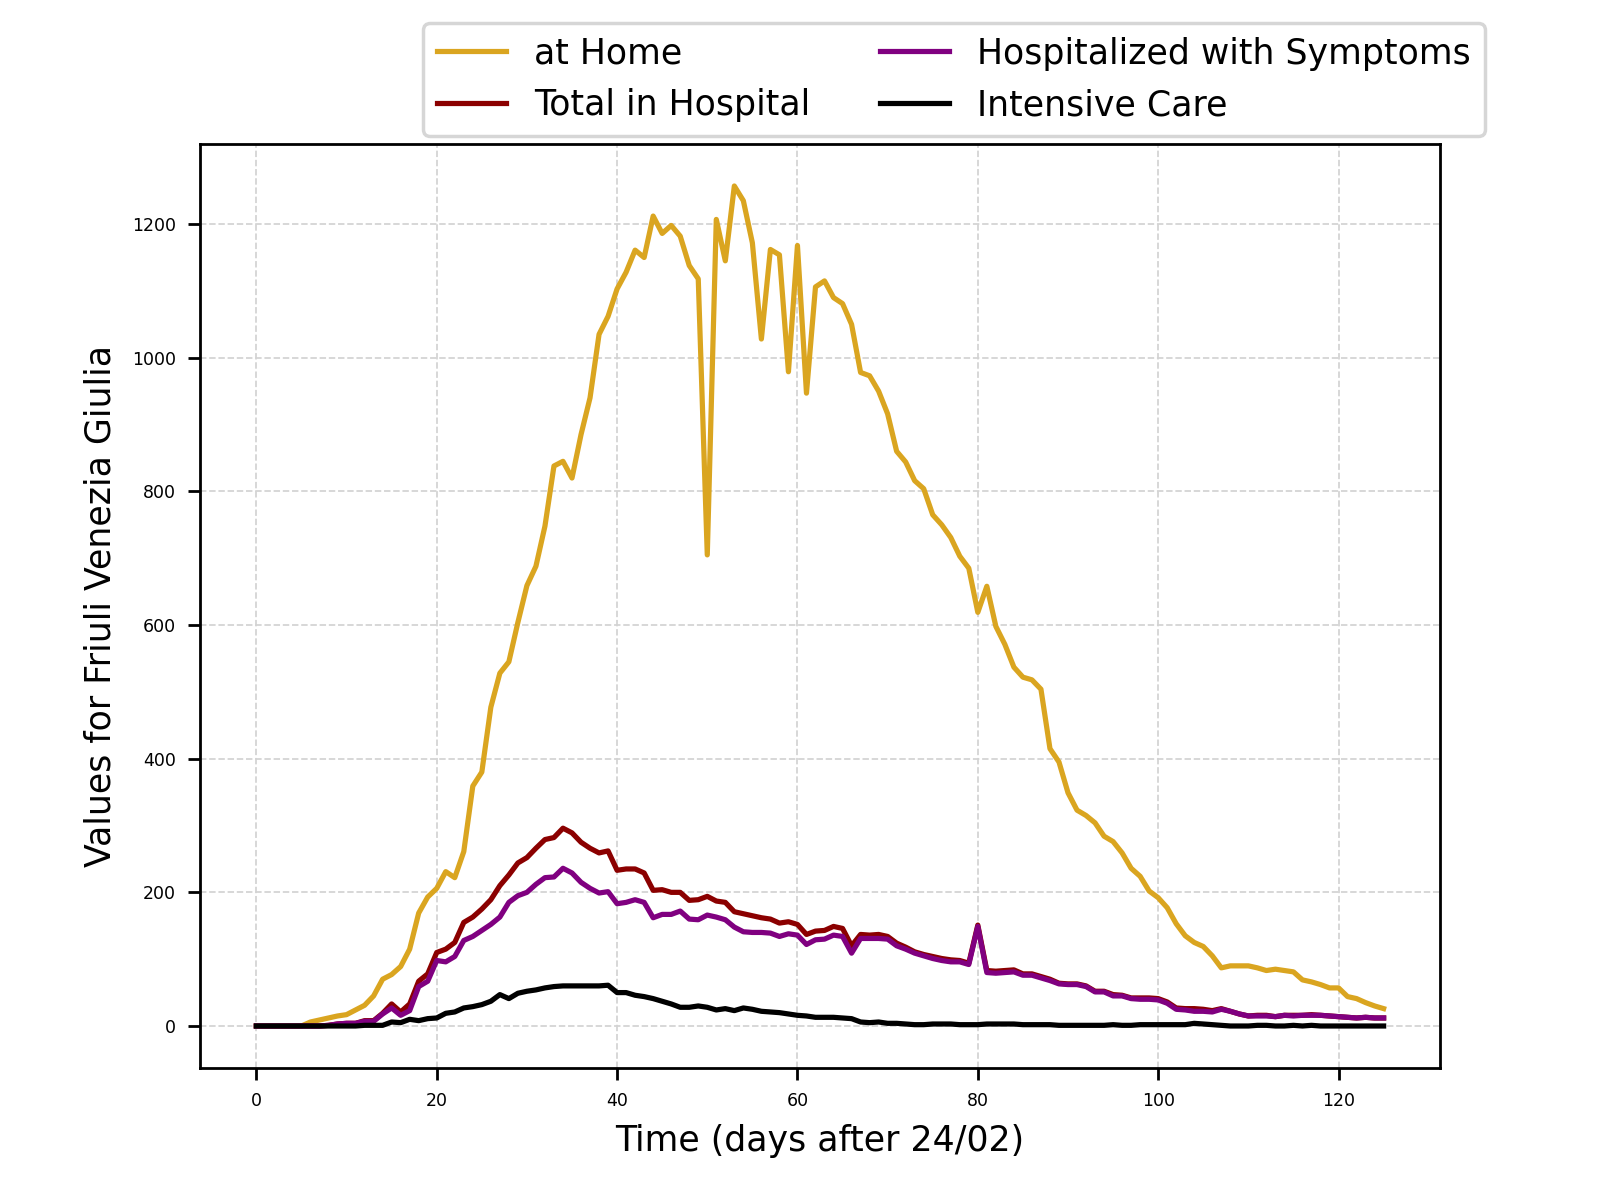 at Home
Total in Hospital
Hospitalized with Symptoms
Intensive Care
Values for Friuli Venezia Giulia
1200
1000
800
600
400
200
0
0 20 40 60 80 100 120
Time (days after 24/02)